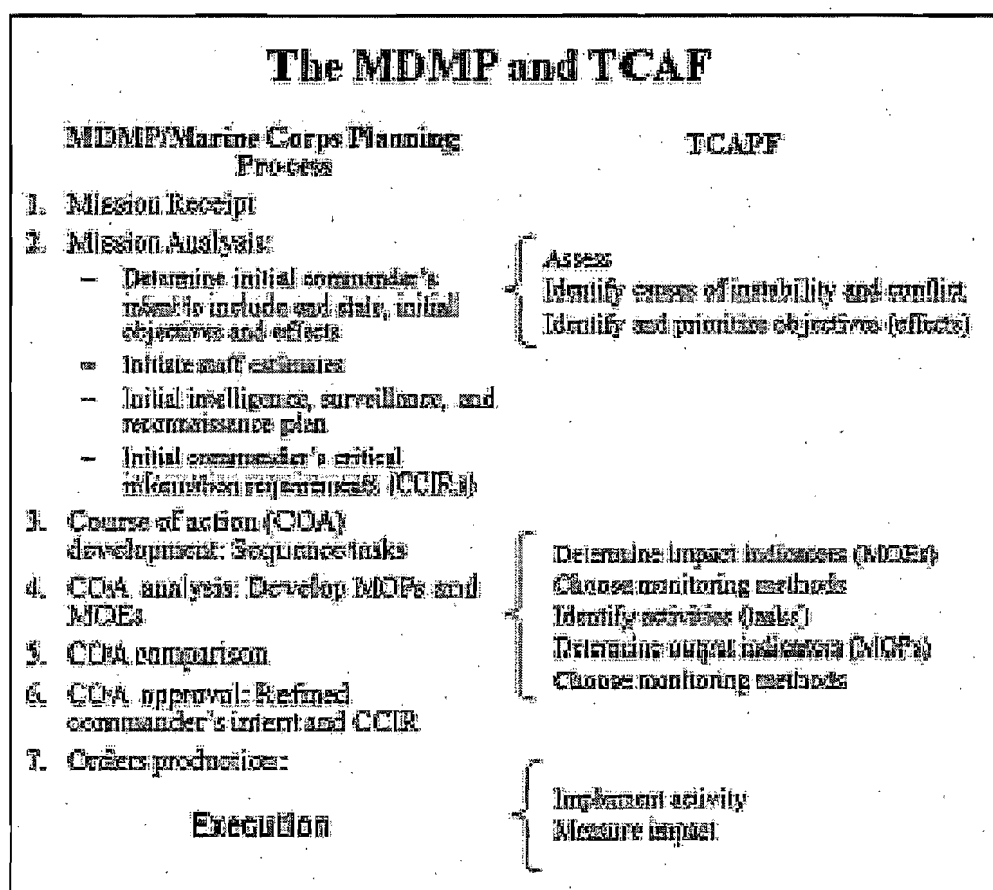 The MDMP and TCAF
MDMP/Marine Corps Planning
Process
1. Mission Receipt
2. Mission Analysis:
– Determine initial commander's
intent to include end state, initial
objectives and effects
– Initiate staff estimates
– Initial intelligence, surveillance, and
reconnaissance plan
– Initial commander's critical
information requirements (CCIRs)
3. Course of action (COA)
development: Sequence tasks
4. COA analysis: Develop MOPs and
MOEs
5. COA comparison
6. COA approval: Refined
commander's intent and CCIR
7. Orders production:
Execution
TCAPF
Assess
Identify causes of instability and conflict
Identify and prioritize objectives (effects)
Determine impact indicators (MOEs)
Choose monitoring methods
Identify activities (tasks)
Determine output indicators (MOPs)
Choose monitoring methods
Implement activity
Measure impact